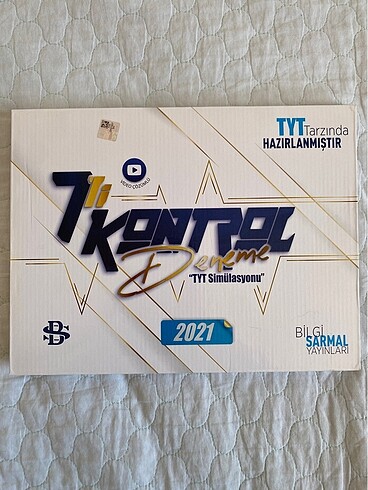 TYT Tarzında
HAZIRLANMIŞTIR
VİDEO ÇÖZÜMLÜ
7'li
KONTROL
Deneme
"TYT Simülasyonu"
2021
BİLGİ
SARMAL
YAYINLARI